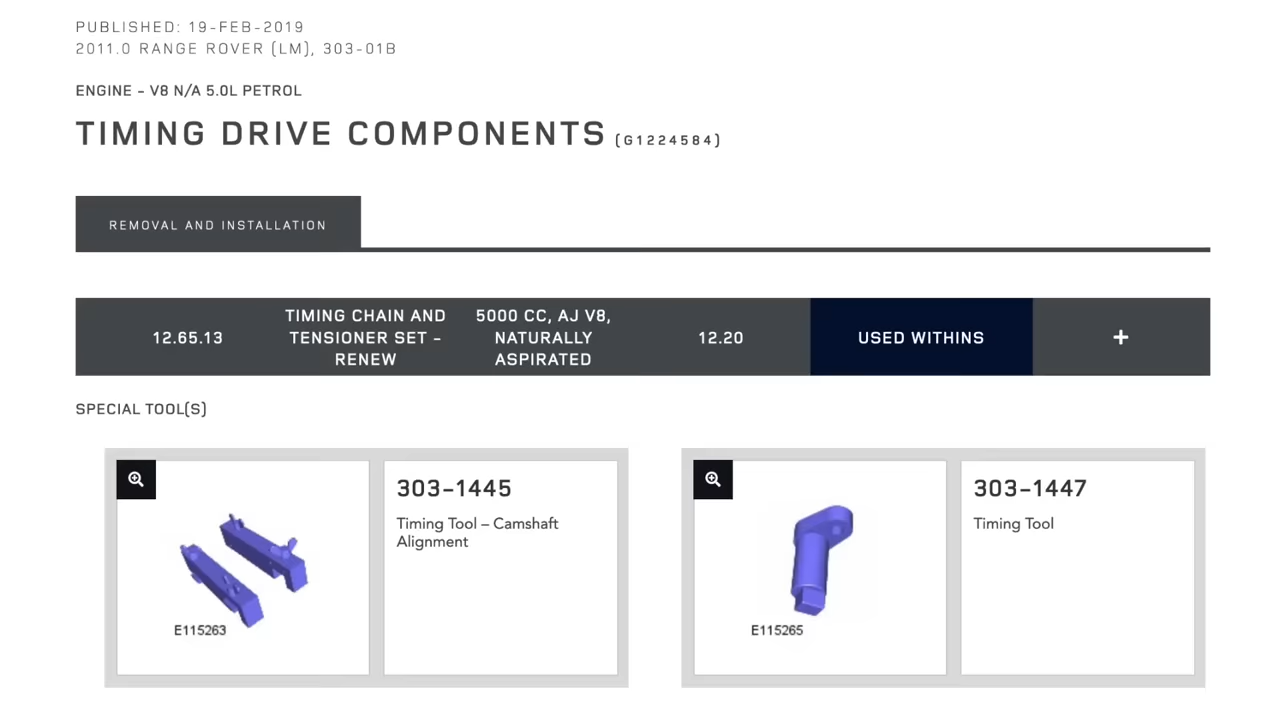 PUBLISHED: 19-FEB-2019
2011.0 RANGE ROVER (LM), 303-01B
ENGINE - V8 N/A 5.0L PETROL
TIMING DRIVE COMPONENTS (G1224584)
REMOVAL AND INSTALLATION
12.65.13
TIMING CHAIN AND
TENSIONER SET -
RENEW
5000 CC, AJ V8,
NATURALLY
ASPIRATED
12.20
USED WITHINS
+
SPECIAL TOOL(S)
E115263
303-1445
Timing Tool – Camshaft
Alignment
E115265
303-1447
Timing Tool